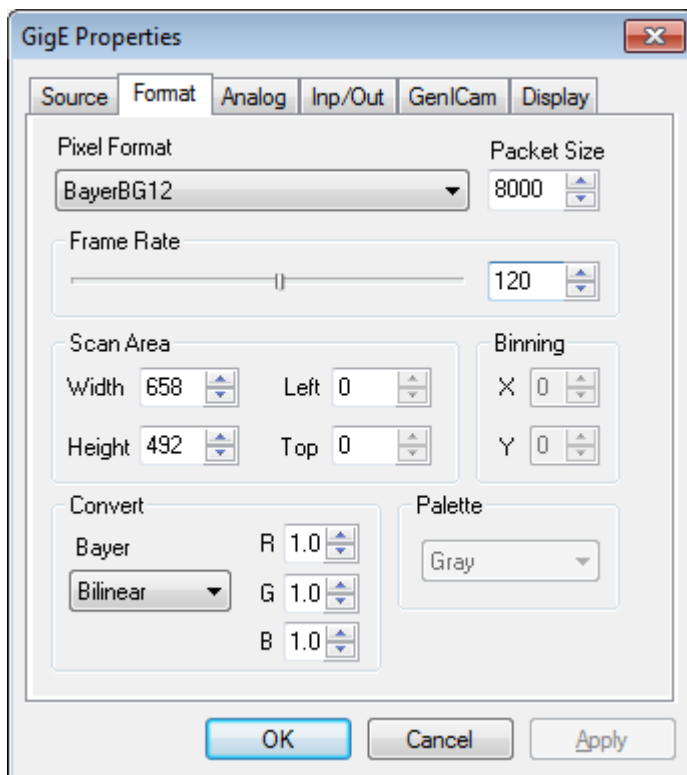 GigE Properties
Source Format Analog Inp/Out GenICam Display
Pixel Format Packet Size
BayerBG12 8000
Frame Rate
120
Scan Area Binning
Width 658 Left 0 X 0
Height 492 Top 0 Y 0
Convert Palette
Bayer R 1.0 Gray
Bilinear G 1.0
B 1.0
OK Cancel Apply